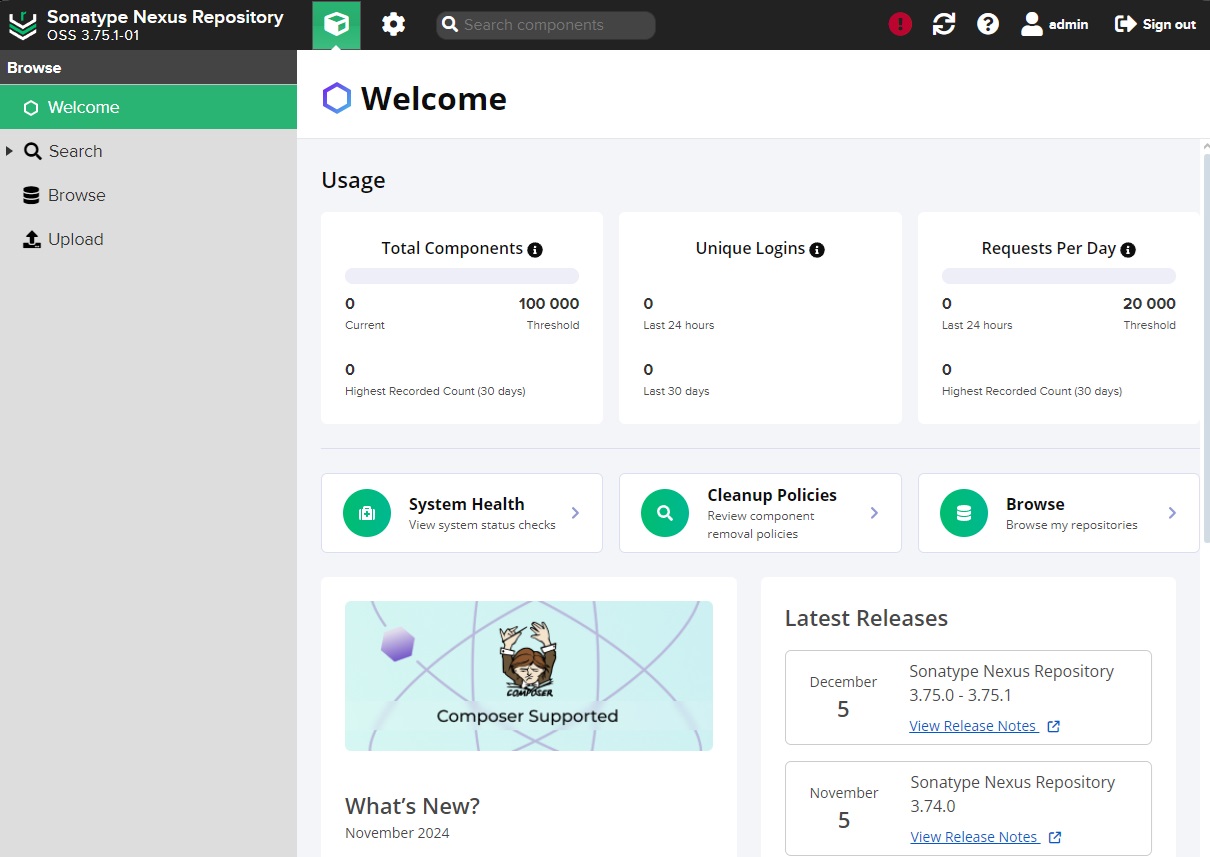 Sonatype Nexus Repository
OSS 3.75.1-01
Search components
admin
Sign out
Browse
Welcome
Search
Browse
Upload
Welcome
Usage
Total Components
0 100 000
Current Threshold
0
Highest Recorded Count (30 days)
Unique Logins
0
Last 24 hours
0
Last 30 days
Requests Per Day
0 20 000
Last 24 hours Threshold
0
Highest Recorded Count (30 days)
System Health
View system status checks
Cleanup Policies
Review component
removal policies
Browse
Browse my repositories
COMPOSER
Composer Supported
What's New?
November 2024
Latest Releases
December
5
Sonatype Nexus Repository
3.75.0 - 3.75.1
View Release Notes
November
5
Sonatype Nexus Repository
3.74.0
View Release Notes